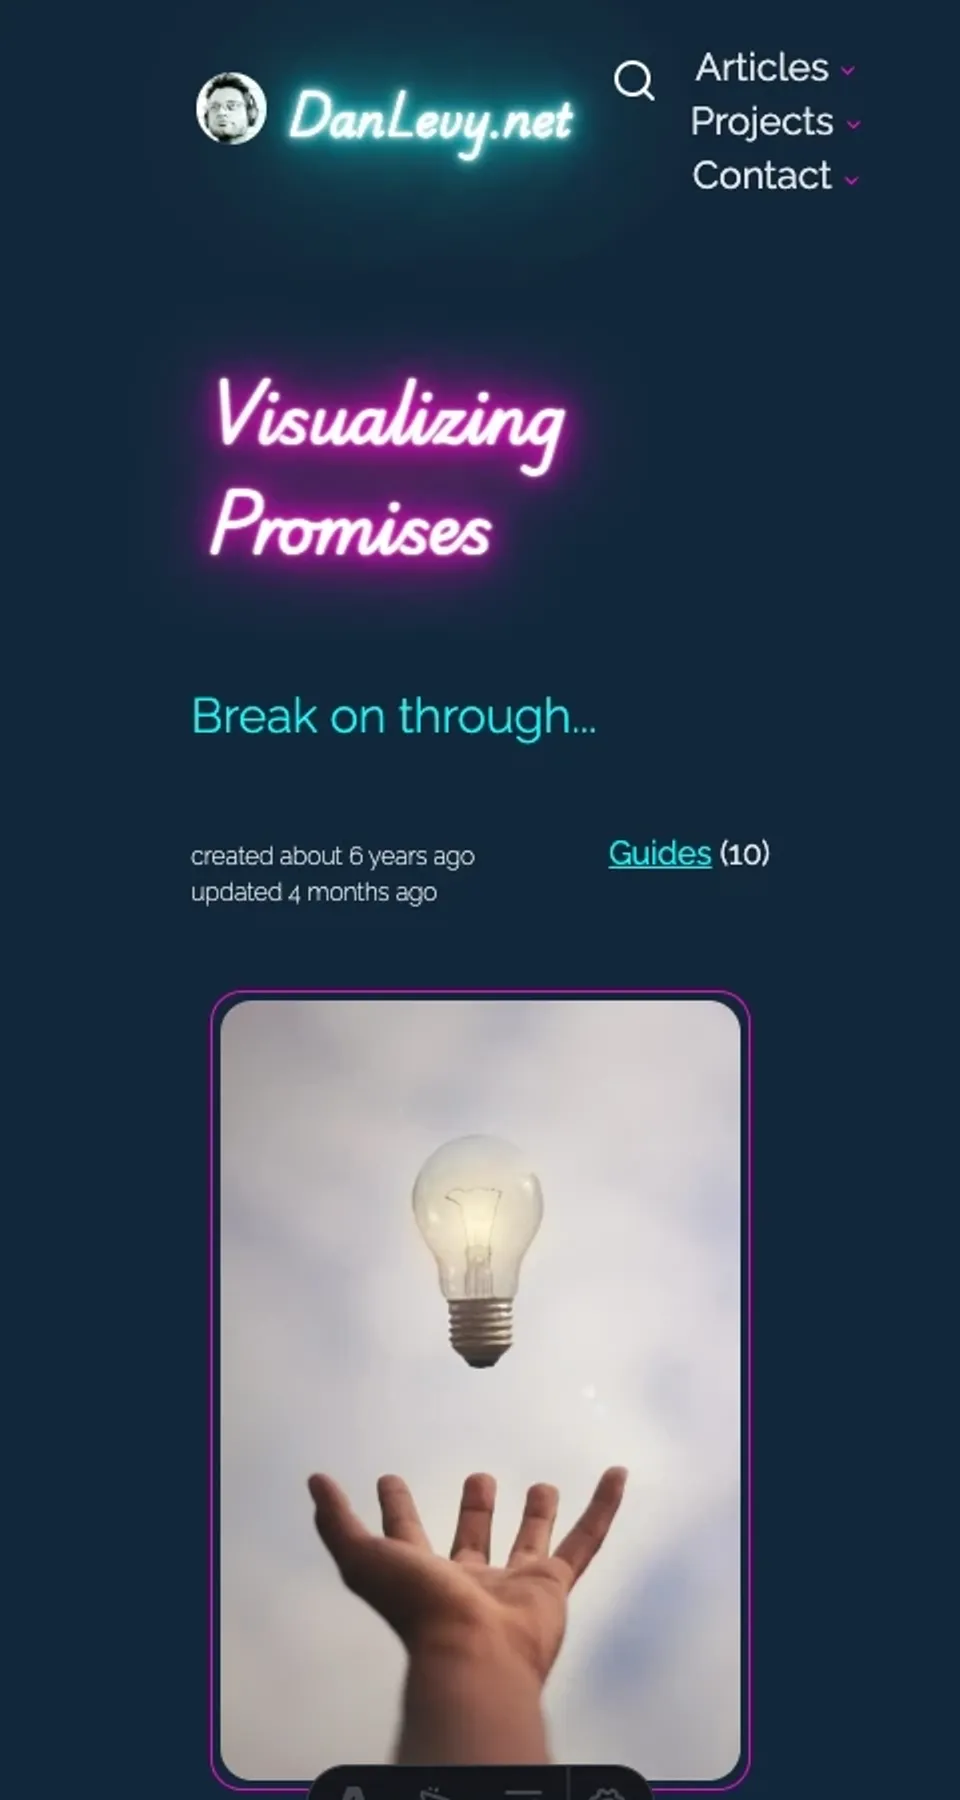 DanLevy.net
Articles
Projects
Contact
Visualizing
Promises
Break on through...
created about 6 years ago
updated 4 months ago
Guides (10)